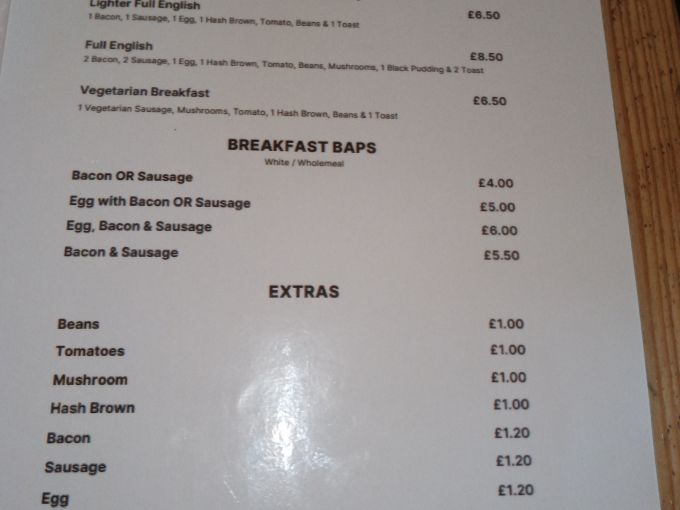 Lighter Full English £6.50
1 Bacon, 1 Sausage, 1 Egg, 1 Hash Brown, Tomato, Beans & 1 Toast
Full English £8.50
2 Bacon, 2 Sausage, 1 Egg, 1 Hash Brown, Tomato, Beans, Mushrooms, 1 Black Pudding & 2 Toast
Vegetarian Breakfast £6.50
1 Vegetarian Sausage, Mushrooms, Tomato, 1 Hash Brown, Beans & 1 Toast
BREAKFAST BAPS
White / Wholemeal
Bacon OR Sausage £4.00
Egg with Bacon OR Sausage £5.00
Egg, Bacon & Sausage £6.00
Bacon & Sausage £5.50
EXTRAS
Beans £1.00
Tomatoes £1.00
Mushroom £1.00
Hash Brown £1.00
Bacon £1.20
Sausage £1.20
Egg £1.20